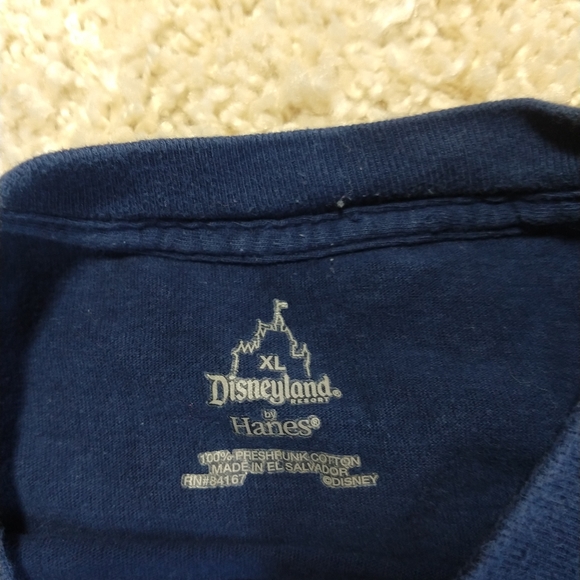 XL
Disneyland®
RESORT
by
Hanes®
100% PRESHRUNK COTTON
MADE IN EL SALVADOR
RN#84167 ©DISNEY